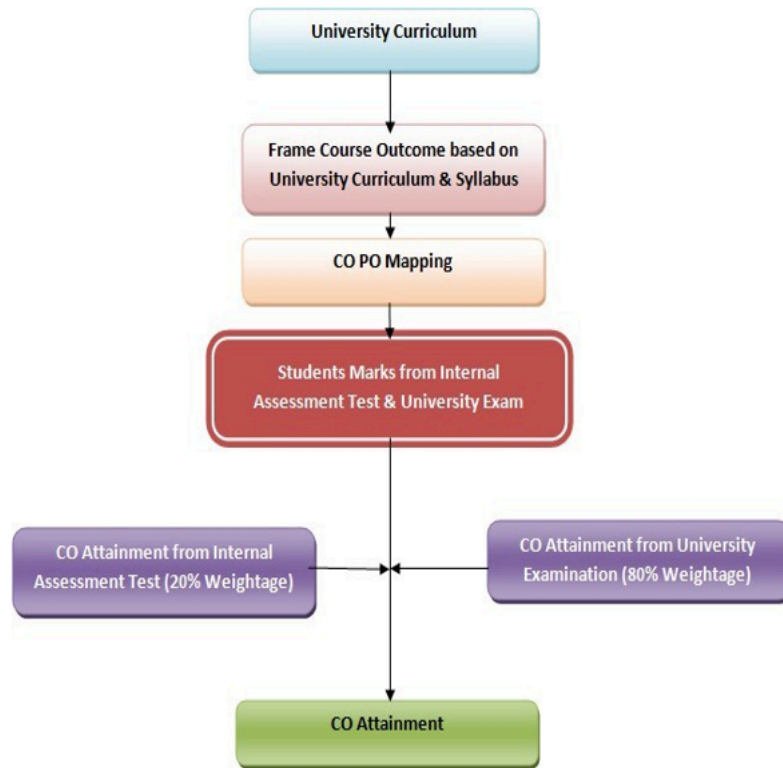 University Curriculum
Frame Course Outcome based on
University Curriculum & Syllabus
CO PO Mapping
Students Marks from Internal
Assessment Test & University Exam
CO Attainment from Internal
Assessment Test (20% Weightage)
CO Attainment from University
Examination (80% Weightage)
CO Attainment